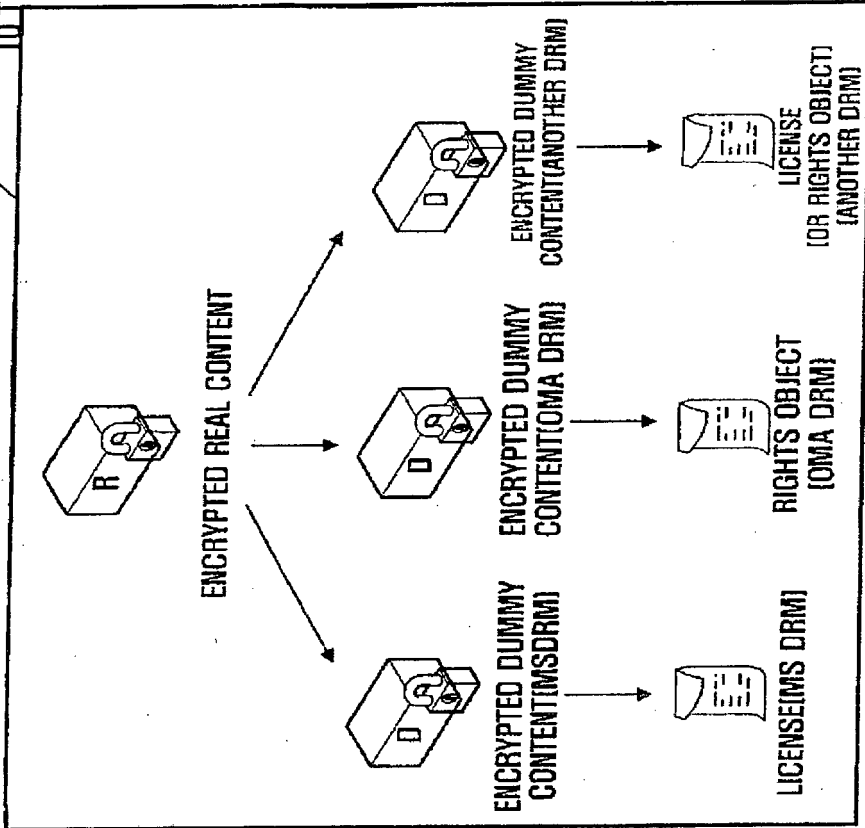 R
ENCRYPTED REAL CONTENT
D
ENCRYPTED DUMMY
CONTENT[MSDRM]
D
ENCRYPTED DUMMY
CONTENT[OMA DRM]
D
ENCRYPTED DUMMY
CONTENT[ANOTHER DRM]
LICENSE[MS DRM]
RIGHTS OBJECT
[OMA DRM]
LICENSE
[OR RIGHTS OBJECT]
[ANOTHER DRM]